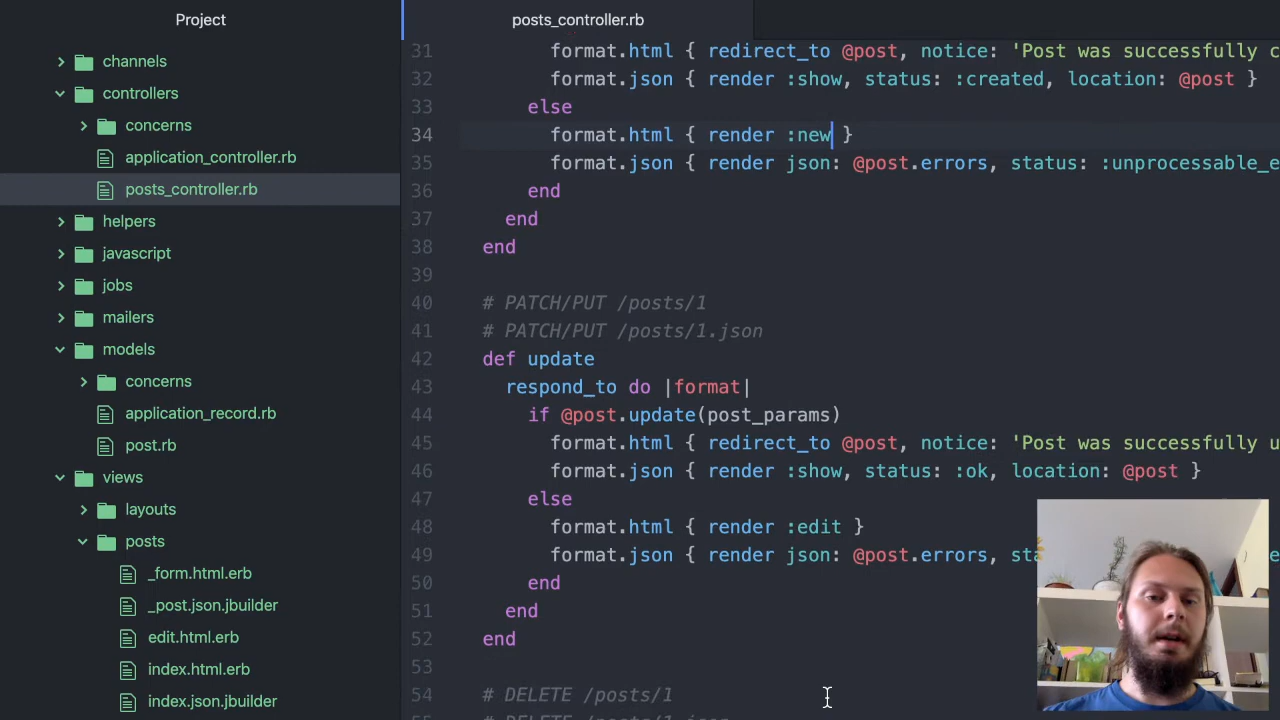 Project
channels
controllers
concerns
application_controller.rb
posts_controller.rb
helpers
javascript
jobs
mailers
models
concerns
application_record.rb
post.rb
views
layouts
posts
_form.html.erb
_post.json.jbuilder
edit.html.erb
index.html.erb
index.json.jbuilder
posts_controller.rb
31 format.html { redirect_to @post, notice: 'Post was successfully c
32 format.json { render :show, status: :created, location: @post }
33 else
34 format.html { render :new }
35 format.json { render json: @post.errors, status: :unprocessable_e
36 end
37 end
38 end
39
40 # PATCH/PUT /posts/1
41 # PATCH/PUT /posts/1.json
42 def update
43 respond_to do |format|
44 if @post.update(post_params)
45 format.html { redirect_to @post, notice: 'Post was successfully u
46 format.json { render :show, status: :ok, location: @post }
47 else
48 format.html { render :edit }
49 format.json { render json: @post.errors, sta
50 end
51 end
52 end
53
54 # DELETE /posts/1
55 # DELETE /posts/1.json